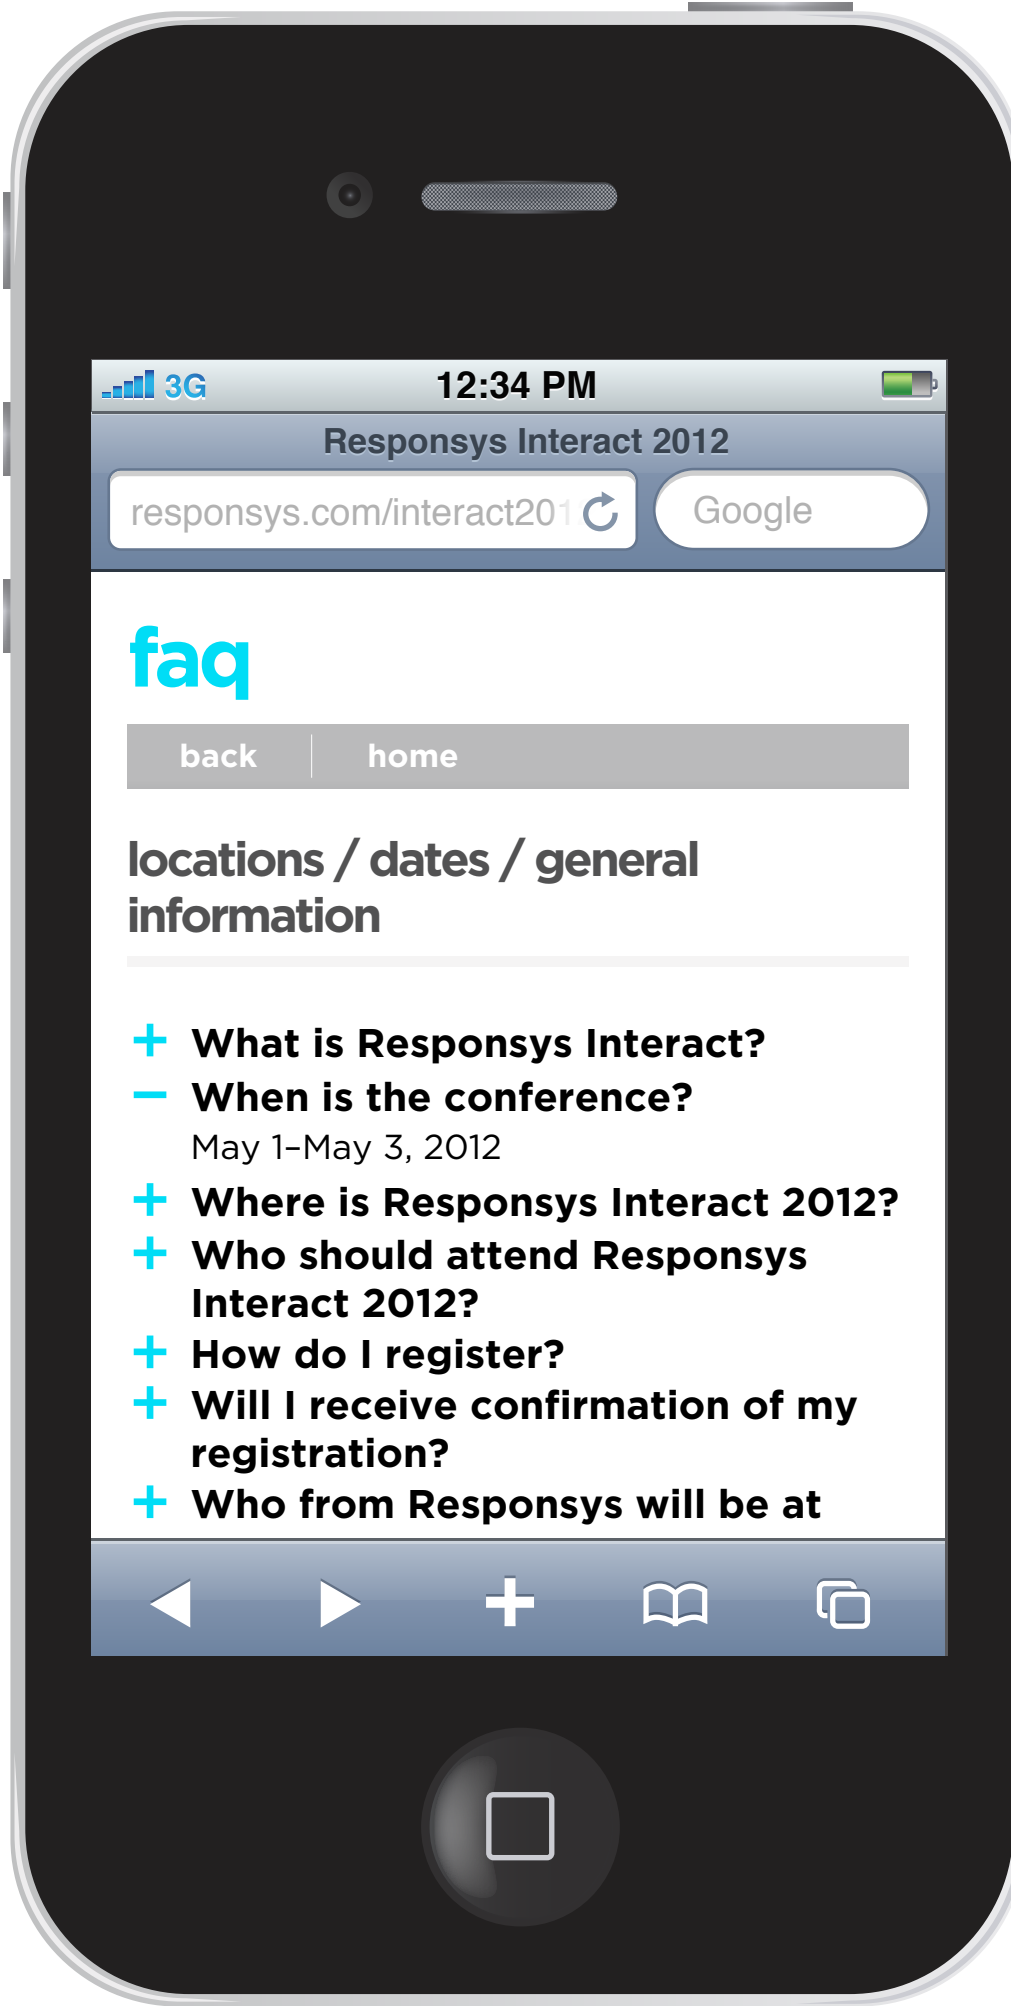 3G 12:34 PM
Responsys Interact 2012
responsys.com/interact201 Google
faq
back home
locations / dates / general
information
+ What is Responsys Interact?
– When is the conference?
May 1–May 3, 2012
+ Where is Responsys Interact 2012?
+ Who should attend Responsys
Interact 2012?
+ How do I register?
+ Will I receive confirmation of my
registration?
+ Who from Responsys will be at